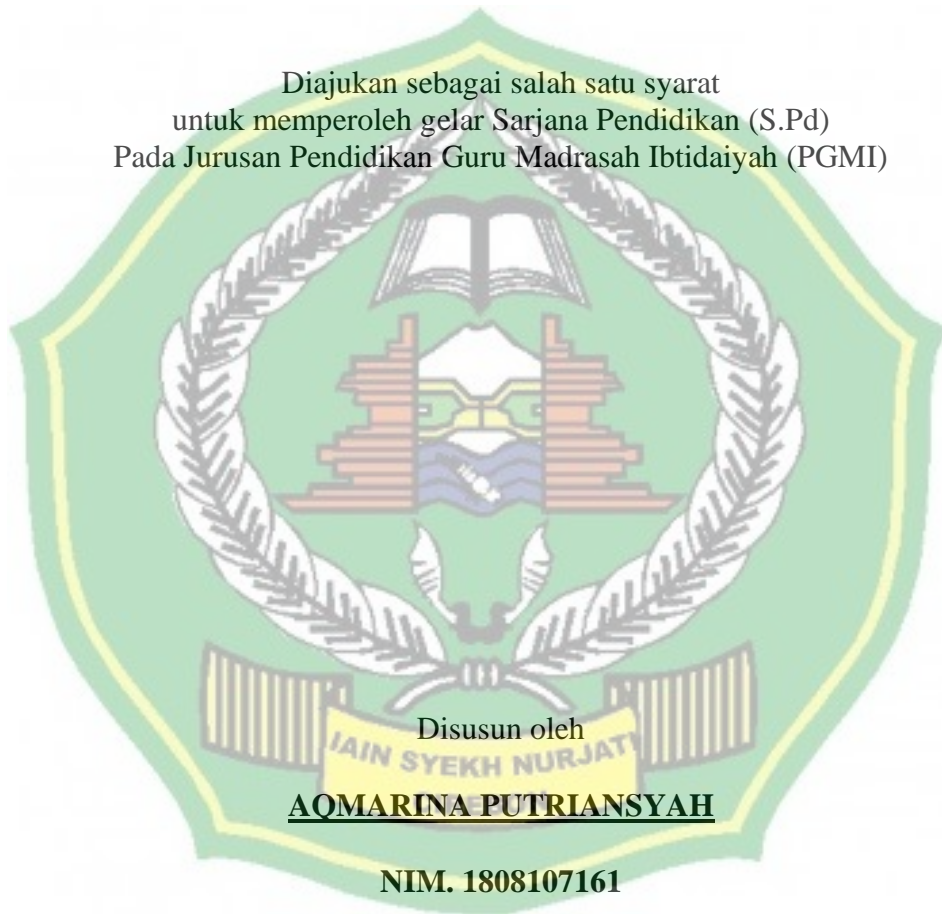 Diajukan sebagai salah satu syarat
untuk memperoleh gelar Sarjana Pendidikan (S.Pd)
Pada Jurusan Pendidikan Guru Madrasah Ibtidaiyah (PGMI)
Disusun oleh
IAIN SYEKH NURJATI
AQMARINA PUTRIANSYAH
NIM. 1808107161